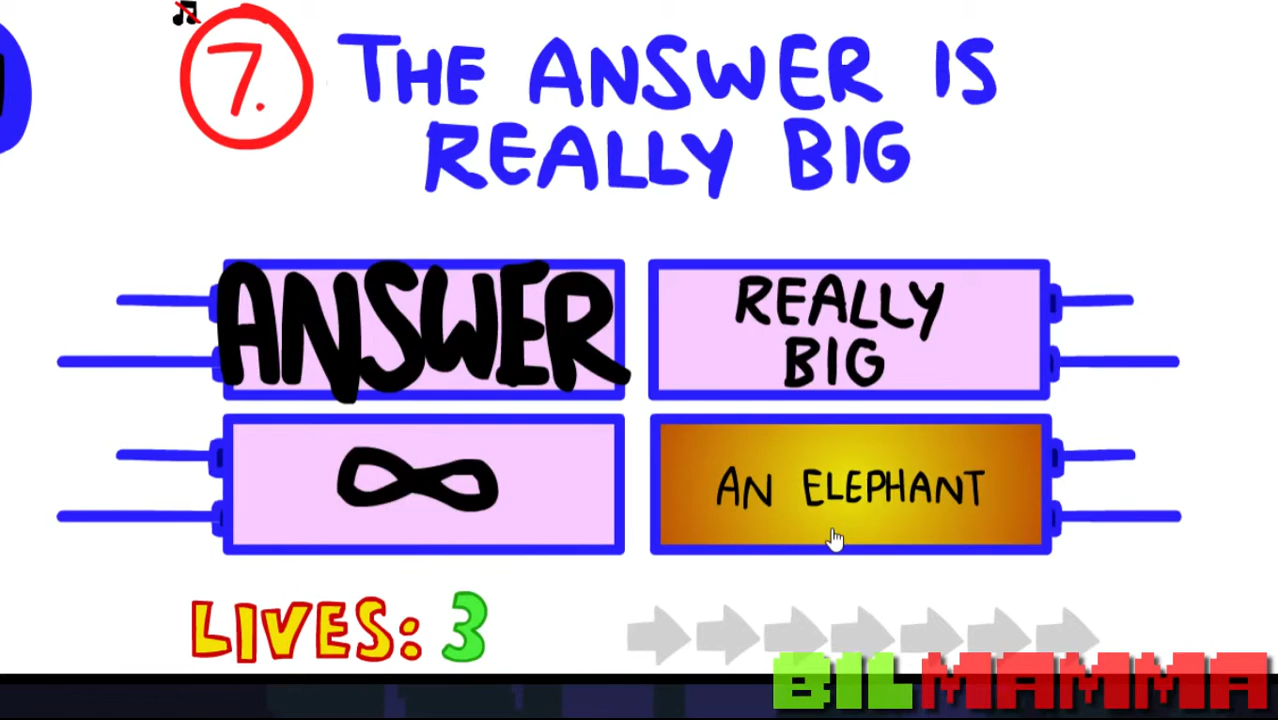 7. THE ANSWER IS
REALLY BIG
ANSWER
REALLY
BIG
∞
AN ELEPHANT
LIVES: 3
BILMAMMA